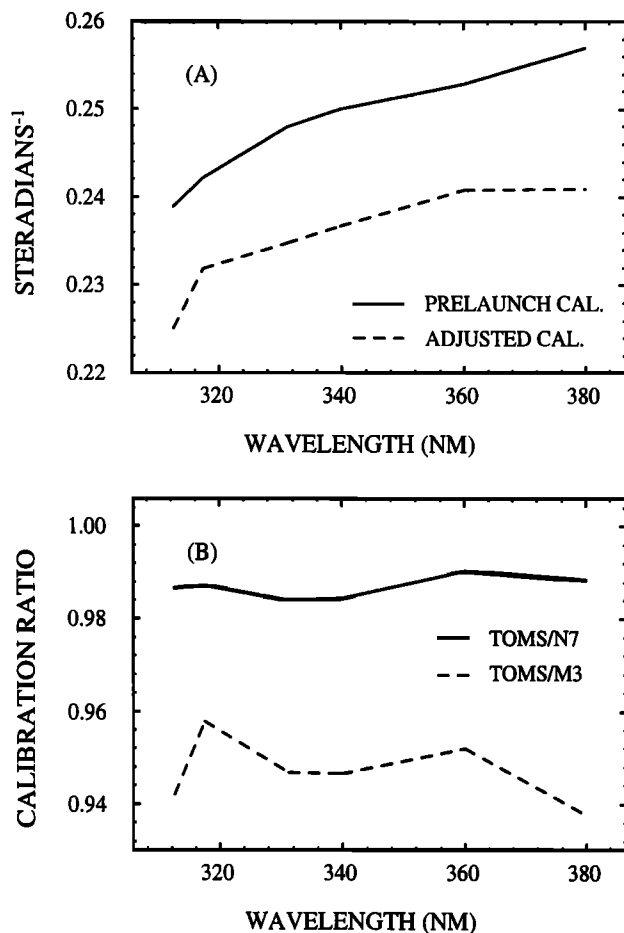 0.26
(A)
0.25
0.24
0.23
0.22
STERADIANS⁻¹
PRELAUNCH CAL.
ADJUSTED CAL.
320 340 360 380
WAVELENGTH (NM)
1.00
(B)
0.98
0.96
0.94
CALIBRATION RATIO
TOMS/N7
TOMS/M3
320 340 360 380
WAVELENGTH (NM)